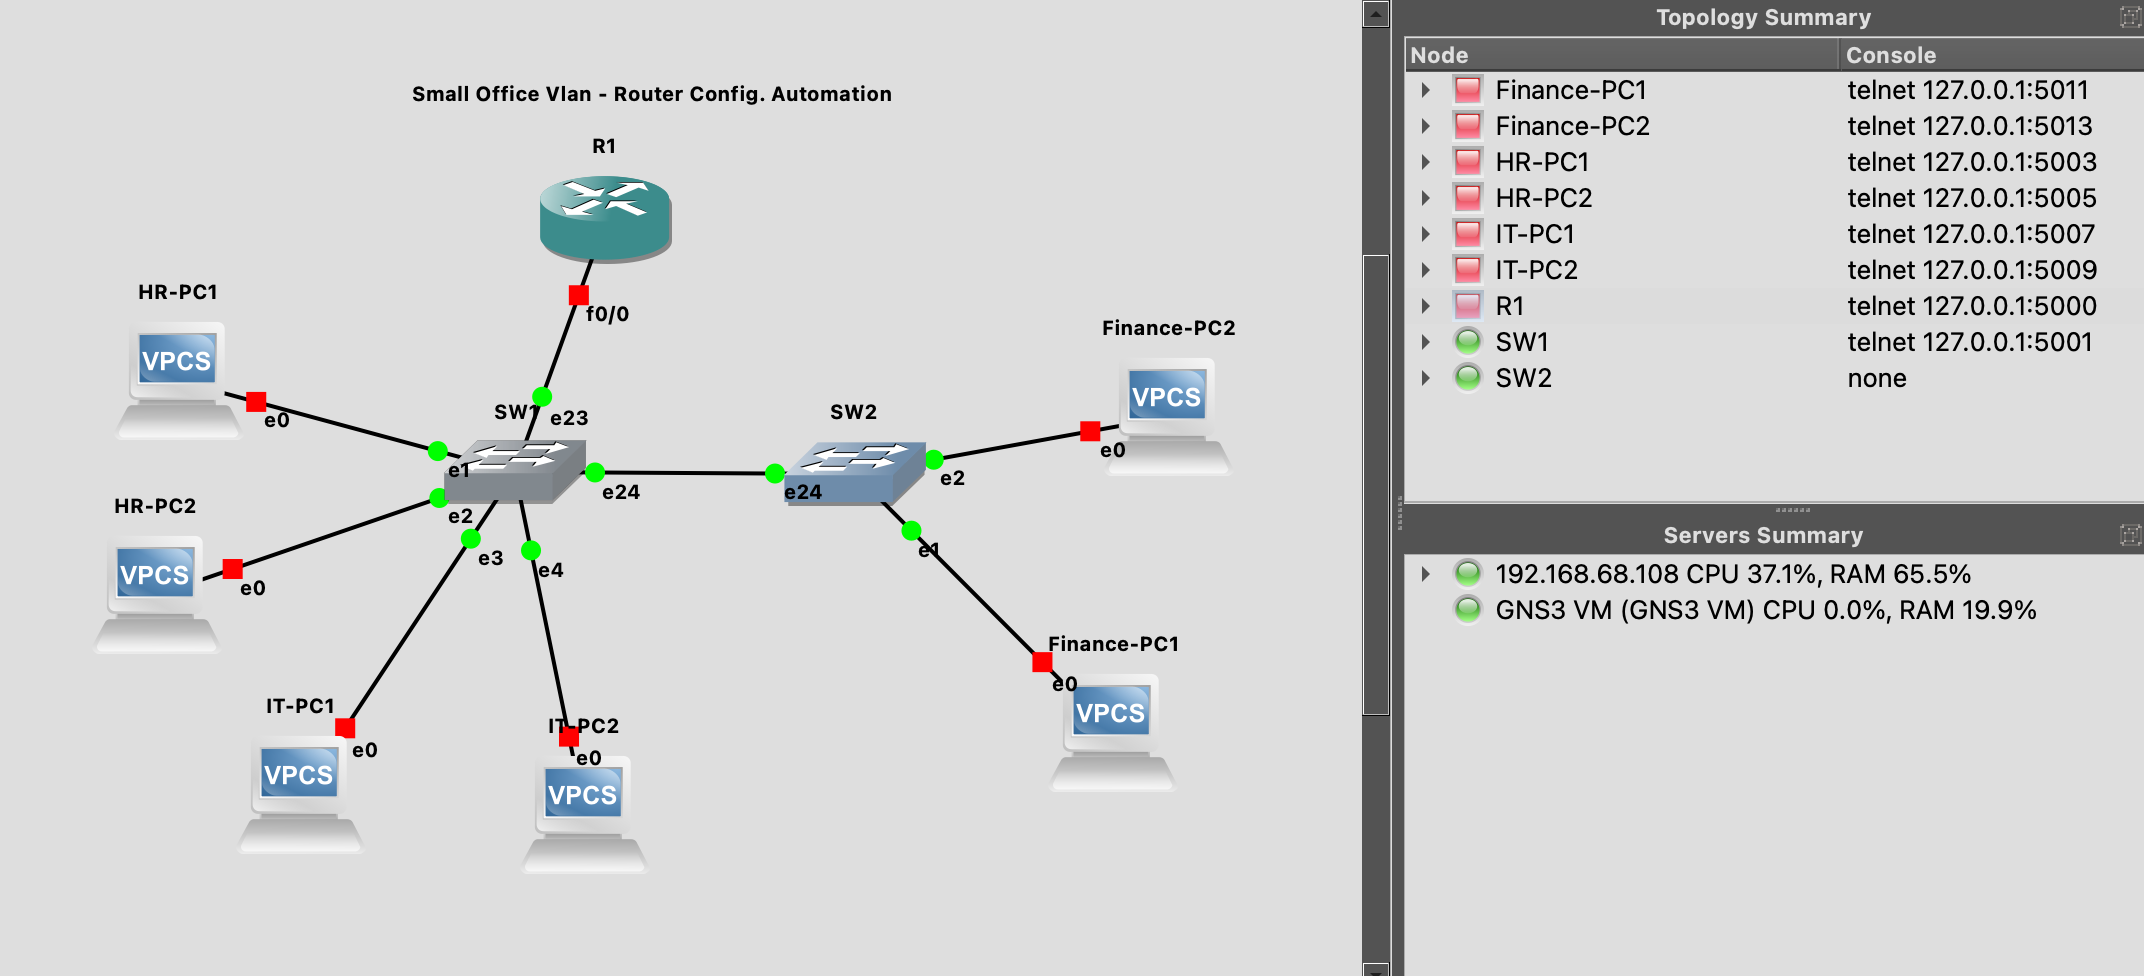 Small Office Vlan - Router Config. Automation
R1
f0/0
HR-PC1
VPCS
e0
Finance-PC2
VPCS
e0
SW1
e23
e1
e24
SW2
e24
e2
e1
HR-PC2
VPCS
e0
e2
e3
e4
Finance-PC1
e0
VPCS
IT-PC1
e0
VPCS
IT-PC2
e0
VPCS
Topology Summary
Node Console
Finance-PC1 telnet 127.0.0.1:5011
Finance-PC2 telnet 127.0.0.1:5013
HR-PC1 telnet 127.0.0.1:5003
HR-PC2 telnet 127.0.0.1:5005
IT-PC1 telnet 127.0.0.1:5007
IT-PC2 telnet 127.0.0.1:5009
R1 telnet 127.0.0.1:5000
SW1 telnet 127.0.0.1:5001
SW2 none
Servers Summary
192.168.68.108 CPU 37.1%, RAM 65.5%
GNS3 VM (GNS3 VM) CPU 0.0%, RAM 19.9%